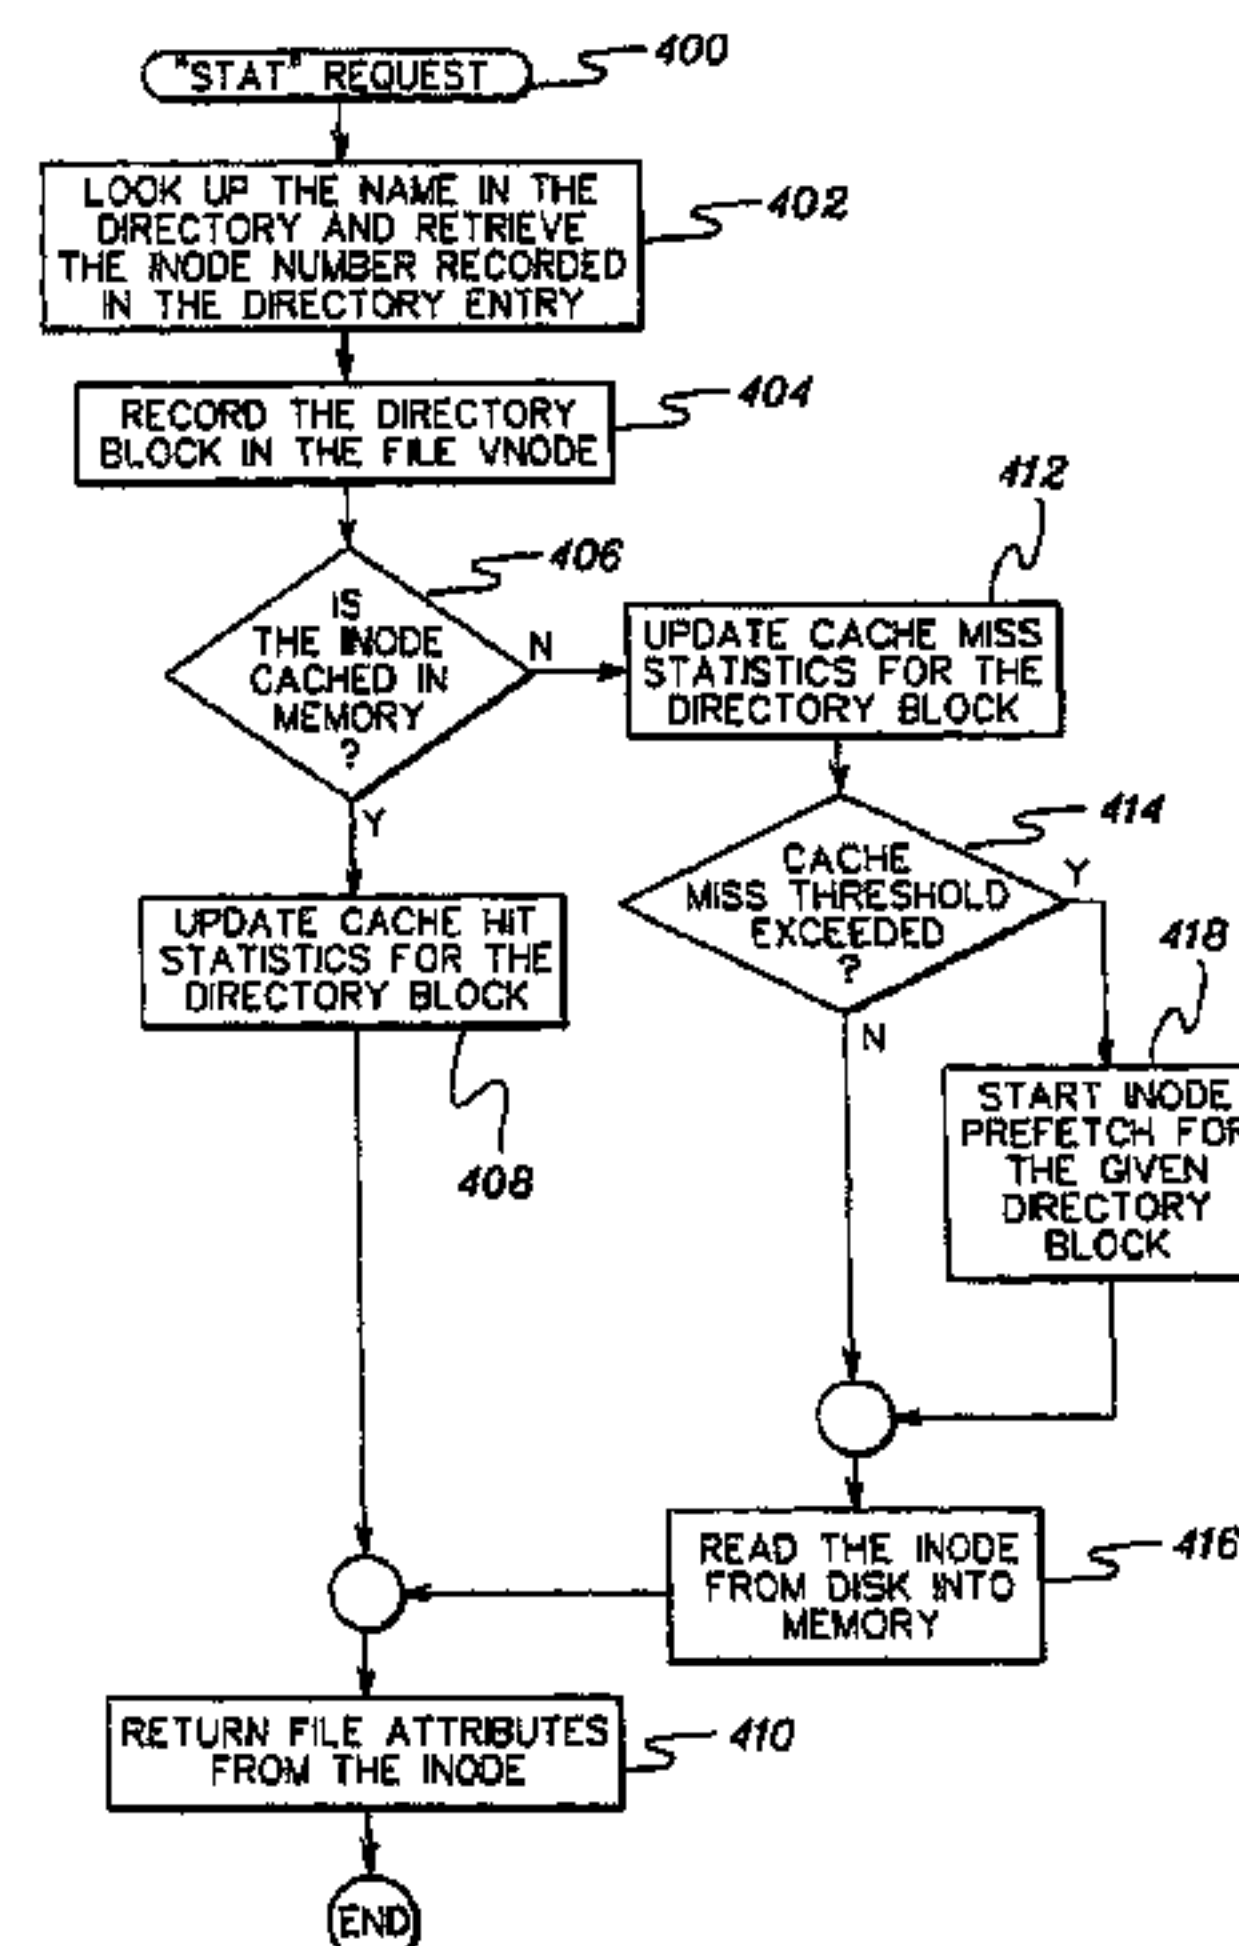 "STAT" REQUEST
400
LOOK UP THE NAME IN THE
DIRECTORY AND RETRIEVE
THE INODE NUMBER RECORDED
IN THE DIRECTORY ENTRY
402
RECORD THE DIRECTORY
BLOCK IN THE FILE VNODE
404
IS
THE INODE
CACHED IN
MEMORY
?
406
N
Y
412
UPDATE CACHE MISS
STATISTICS FOR THE
DIRECTORY BLOCK
CACHE
MISS THRESHOLD
EXCEEDED
?
414
Y
N
UPDATE CACHE HIT
STATISTICS FOR THE
DIRECTORY BLOCK
408
418
START INODE
PREFETCH FOR
THE GIVEN
DIRECTORY
BLOCK
READ THE INODE
FROM DISK INTO
MEMORY
416
RETURN FILE ATTRIBUTES
FROM THE INODE
410
END